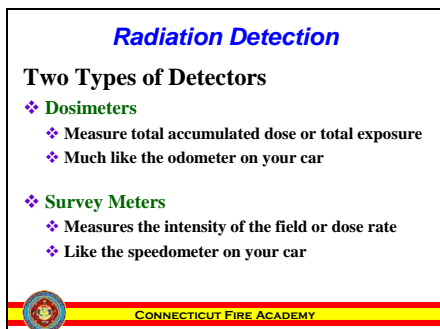 Radiation Detection
Two Types of Detectors
❖ Dosimeters
❖ Measure total accumulated dose or total exposure
❖ Much like the odometer on your car
❖ Survey Meters
❖ Measures the intensity of the field or dose rate
❖ Like the speedometer on your car
CONNECTICUT FIRE ACADEMY